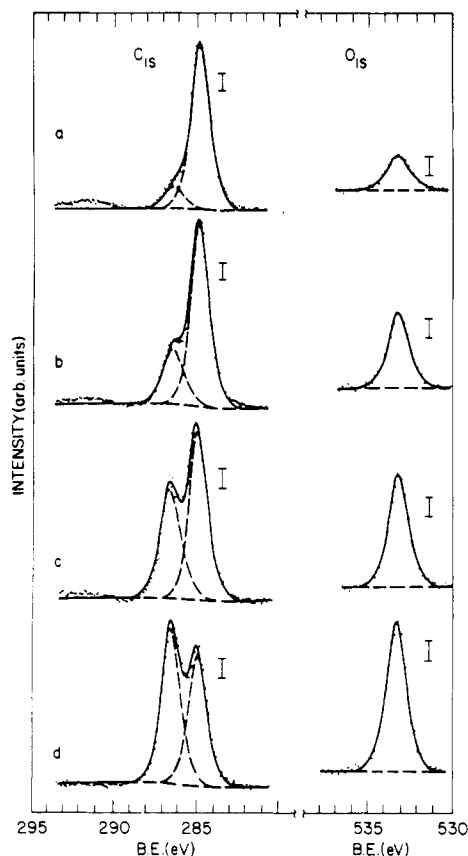 C1S O1S
a
b
c
d
INTENSITY(arb. units)
295 290 285 535 530
B.E.(eV) B.E.(eV)